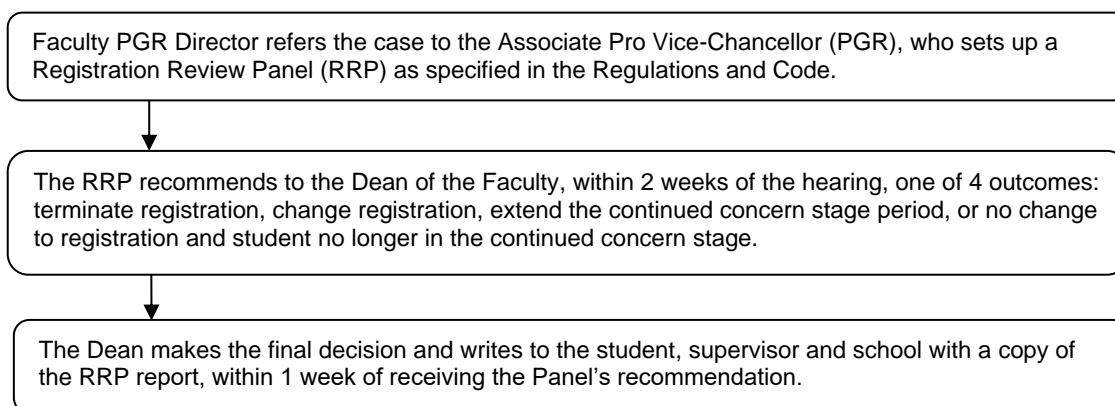 Faculty PGR Director refers the case to the Associate Pro Vice-Chancellor (PGR), who sets up a
Registration Review Panel (RRP) as specified in the Regulations and Code.
The RRP recommends to the Dean of the Faculty, within 2 weeks of the hearing, one of 4 outcomes:
terminate registration, change registration, extend the continued concern stage period, or no change
to registration and student no longer in the continued concern stage.
The Dean makes the final decision and writes to the student, supervisor and school with a copy of
the RRP report, within 1 week of receiving the Panel’s recommendation.